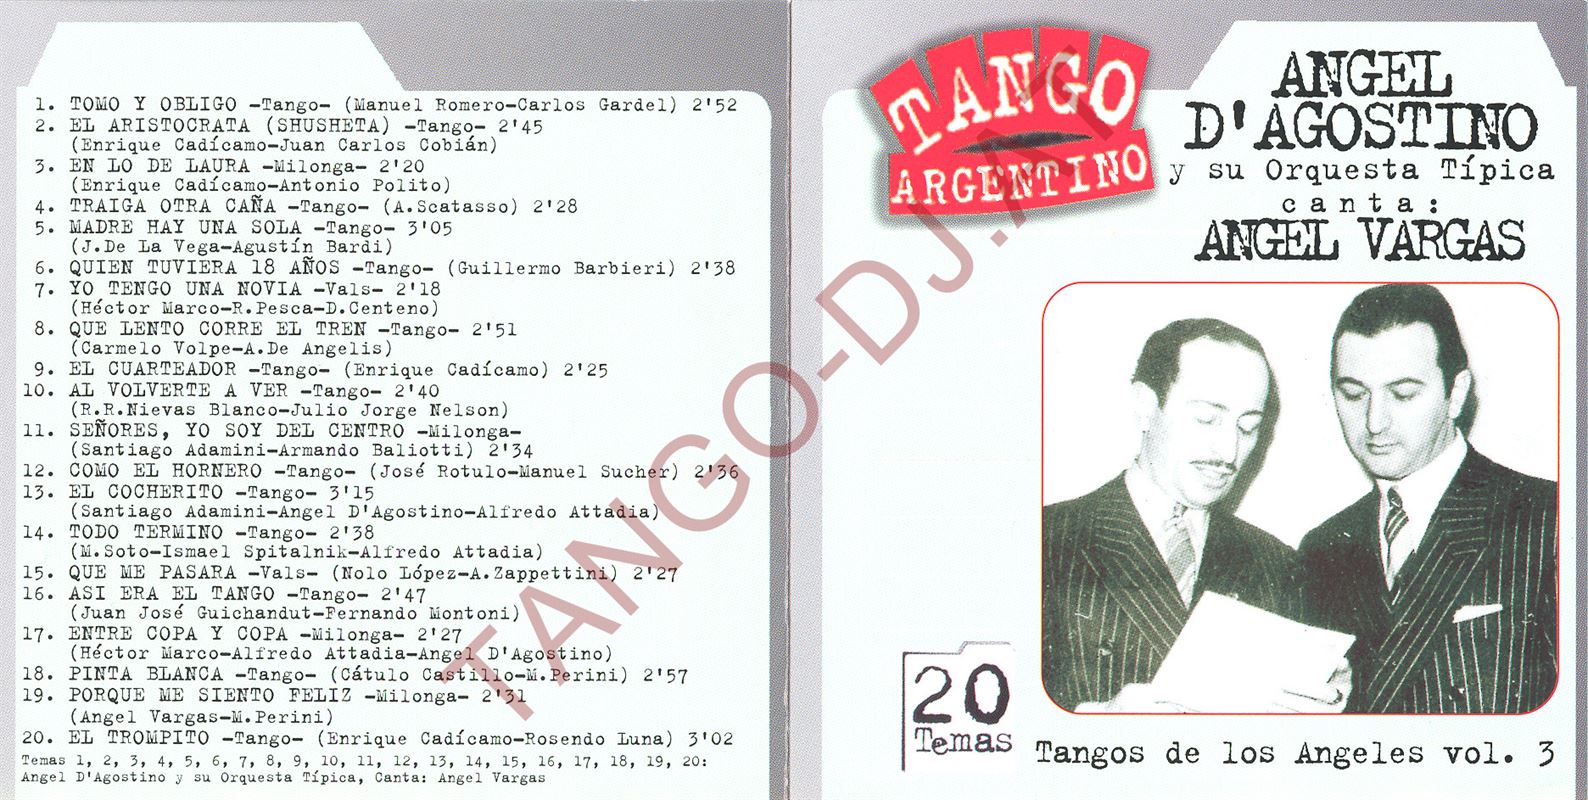 1. TOMO Y OBLIGO -Tango- (Manuel Romero-Carlos Gardel) 2'52
2. EL ARISTOCRATA (SHUSHETA) -Tango- 2'45
(Enrique Cadícamo-Juan Carlos Cobián)
3. EN LO DE LAURA -Milonga- 2'20
(Enrique Cadícamo-Antonio Polito)
4. TRAIGA OTRA CAÑA -Tango- (A.Scatasso) 2'28
5. MADRE HAY UNA SOLA -Tango- 3'05
(J.De La Vega-Agustín Bardi)
6. QUIEN TUVIERA 18 AÑOS -Tango- (Guillermo Barbieri) 2'38
7. YO TENGO UNA NOVIA -Vals- 2'18
(Héctor Marco-R.Pesca-D.Centeno)
8. QUE LENTO CORRE EL TREN -Tango- 2'51
(Carmelo Volpe-A.De Angelis)
9. EL CUARTEADOR -Tango- (Enrique Cadícamo) 2'25
10. AL VOLVERTE A VER -Tango- 2'40
(R.R.Nievas Blanco-Julio Jorge Nelson)
11. SEÑORES, YO SOY DEL CENTRO -Milonga-
(Santiago Adamini-Armando Baliotti) 2'34
12. COMO EL HORNERO -Tango- (José Rotulo-Manuel Sucher) 2'36
13. EL COCHERITO -Tango- 3'15
(Santiago Adamini-Angel D'Agostino-Alfredo Attadia)
14. TODO TERMINO -Tango- 2'38
(M.Soto-Ismael Spitalnik-Alfredo Attadia)
15. QUE ME PASARA -Vals- (Nolo López-A.Zappettini) 2'27
16. ASI ERA EL TANGO -Tango- 2'47
(Juan José Guichandut-Fernando Montoni)
17. ENTRE COPA Y COPA -Milonga- 2'27
(Héctor Marco-Alfredo Attadia-Angel D'Agostino)
18. PINTA BLANCA -Tango- (Cátulo Castillo-M.Perini) 2'57
19. PORQUE ME SIENTO FELIZ -Milonga- 2'31
(Angel Vargas-M.Perini)
20. EL TROMPITO -Tango- (Enrique Cadícamo-Rosendo Luna) 3'02
Temas 1, 2, 3, 4, 5, 6, 7, 8, 9, 10, 11, 12, 13, 14, 15, 16, 17, 18, 19, 20:
Angel D'Agostino y su Orquesta Típica, Canta: Angel Vargas
TANGO
ARGENTINO
ANGEL
D'AGOSTINO
y su Orquesta Típica
canta:
ANGEL VARGAS
20
Temas
Tangos de los Angeles vol. 3
TANGO-DJ.AT